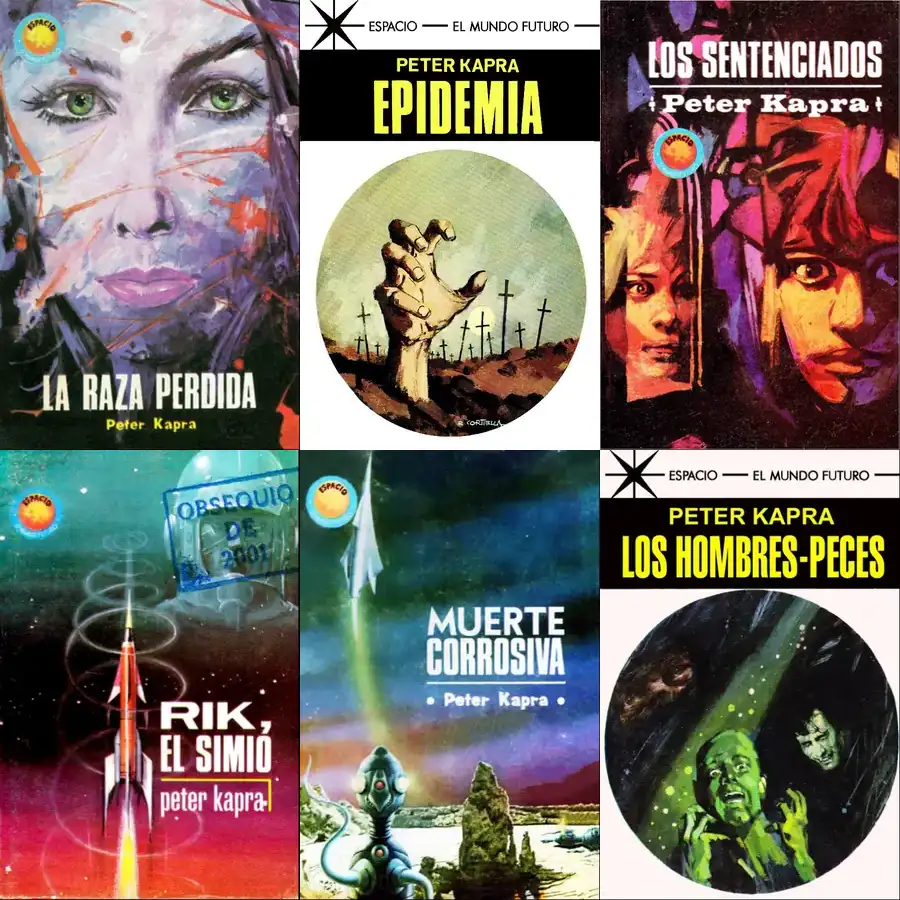 ESPACIO
LA RAZA PERDIDA
Peter Kapra
ESPACIO EL MUNDO FUTURO
PETER KAPRA
EPIDEMIA
R. CORTIELLA
LOS SENTENCIADOS
Peter Kapra
ESPACIO
ESPACIO
OBSEQUIO
DE
2001
RIK,
EL SIMIO
peter kapra
ESPACIO
MUERTE
CORROSIVA
• Peter Kapra •
ESPACIO EL MUNDO FUTURO
PETER KAPRA
LOS HOMBRES-PECES